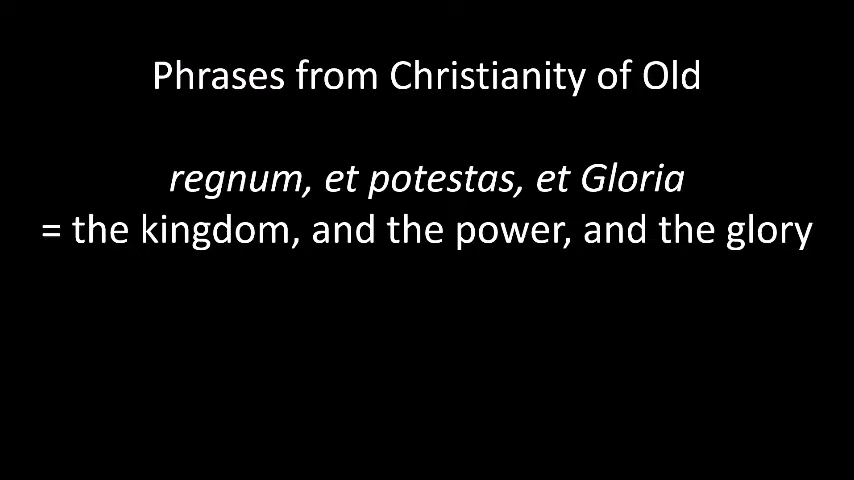 Phrases from Christianity of Old
regnum, et potestas, et Gloria
= the kingdom, and the power, and the glory